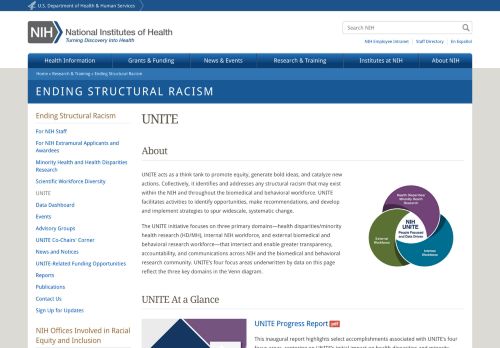 U.S. Department of Health & Human Services
Search NIH
NIH
National Institutes of Health
Turning Discovery Into Health
NIH Employee Intranet
Staff Directory
En Español
Health Information
Grants & Funding
News & Events
Research & Training
Institutes at NIH
About NIH
Home » Research & Training » Ending Structural Racism
ENDING STRUCTURAL RACISM
Ending Structural Racism
For NIH Staff
For NIH Extramural Applicants and
Awardees
Minority Health and Health Disparities
Research
Scientific Workforce Diversity
UNITE
Data Dashboard
Events
Advisory Groups
UNITE Co-Chairs' Corner
News and Notices
UNITE-Related Funding Opportunities
Reports
Publications
Contact Us
Sign Up for Updates
NIH Offices Involved in Racial
Equity and Inclusion
UNITE
About
UNITE acts as a think tank to promote equity, generate bold ideas, and catalyze new
actions. Collectively, it identifies and addresses any structural racism that may exist
within the NIH and throughout the biomedical and behavioral workforce. UNITE
facilitates activities to identify opportunities, make recommendations, and develop
and implement strategies to spur widescale, systematic change.
The UNITE initiative focuses on three primary domains—health disparities/minority
health research (HD/MH), internal NIH workforce, and external biomedical and
behavioral research workforce—that intersect and enable greater transparency,
accountability, and communications across NIH and the biomedical and behavioral
research community. UNITE's four focus areas underwritten by data on this page
reflect the three key domains in the Venn diagram.
Health Disparities/
Minority Health
Research
NIH
UNITE
People Focused
and Data Driven
External
Workforce
Internal
Workforce
UNITE At a Glance
UNITE Progress Report
pdf
This inaugural report highlights select accomplishments associated with UNITE's four